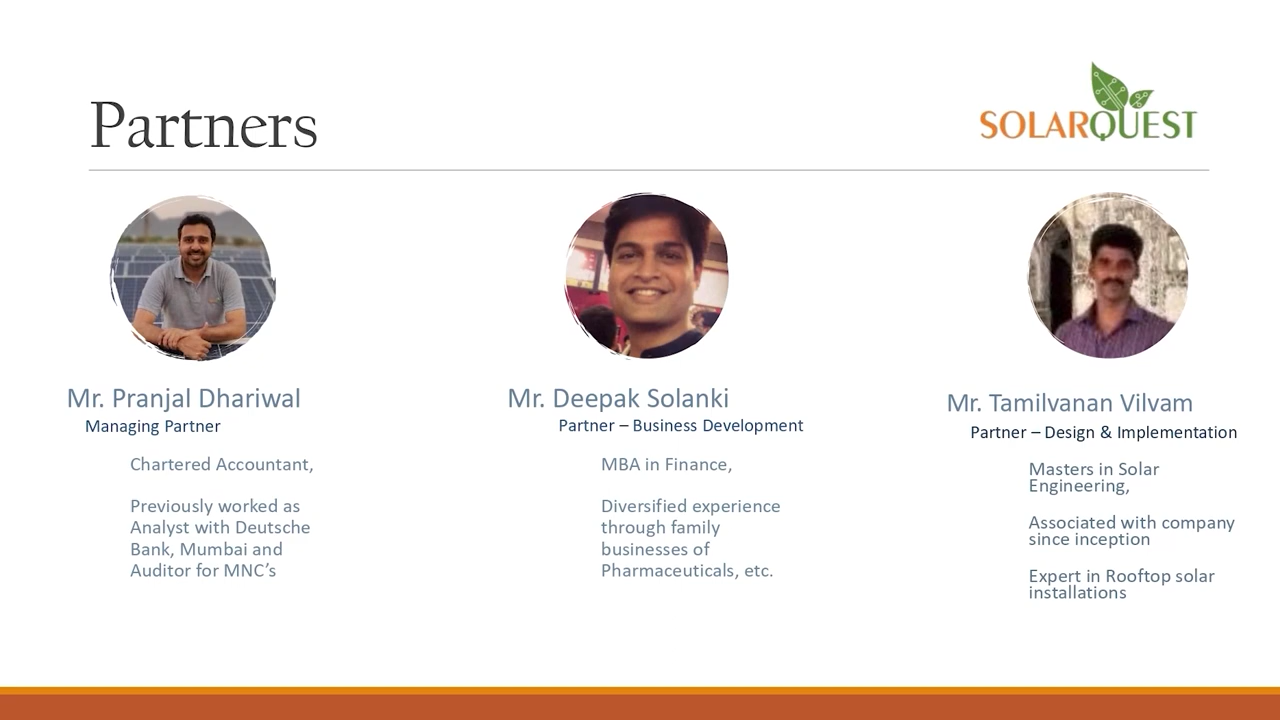 Partners
SOLARQUEST
Mr. Pranjal Dhariwal
Managing Partner
Chartered Accountant,
Previously worked as
Analyst with Deutsche
Bank, Mumbai and
Auditor for MNC’s
Mr. Deepak Solanki
Partner – Business Development
MBA in Finance,
Diversified experience
through family
businesses of
Pharmaceuticals, etc.
Mr. Tamilvanan Vilvam
Partner – Design & Implementation
Masters in Solar
Engineering,
Associated with company
since inception
Expert in Rooftop solar
installations